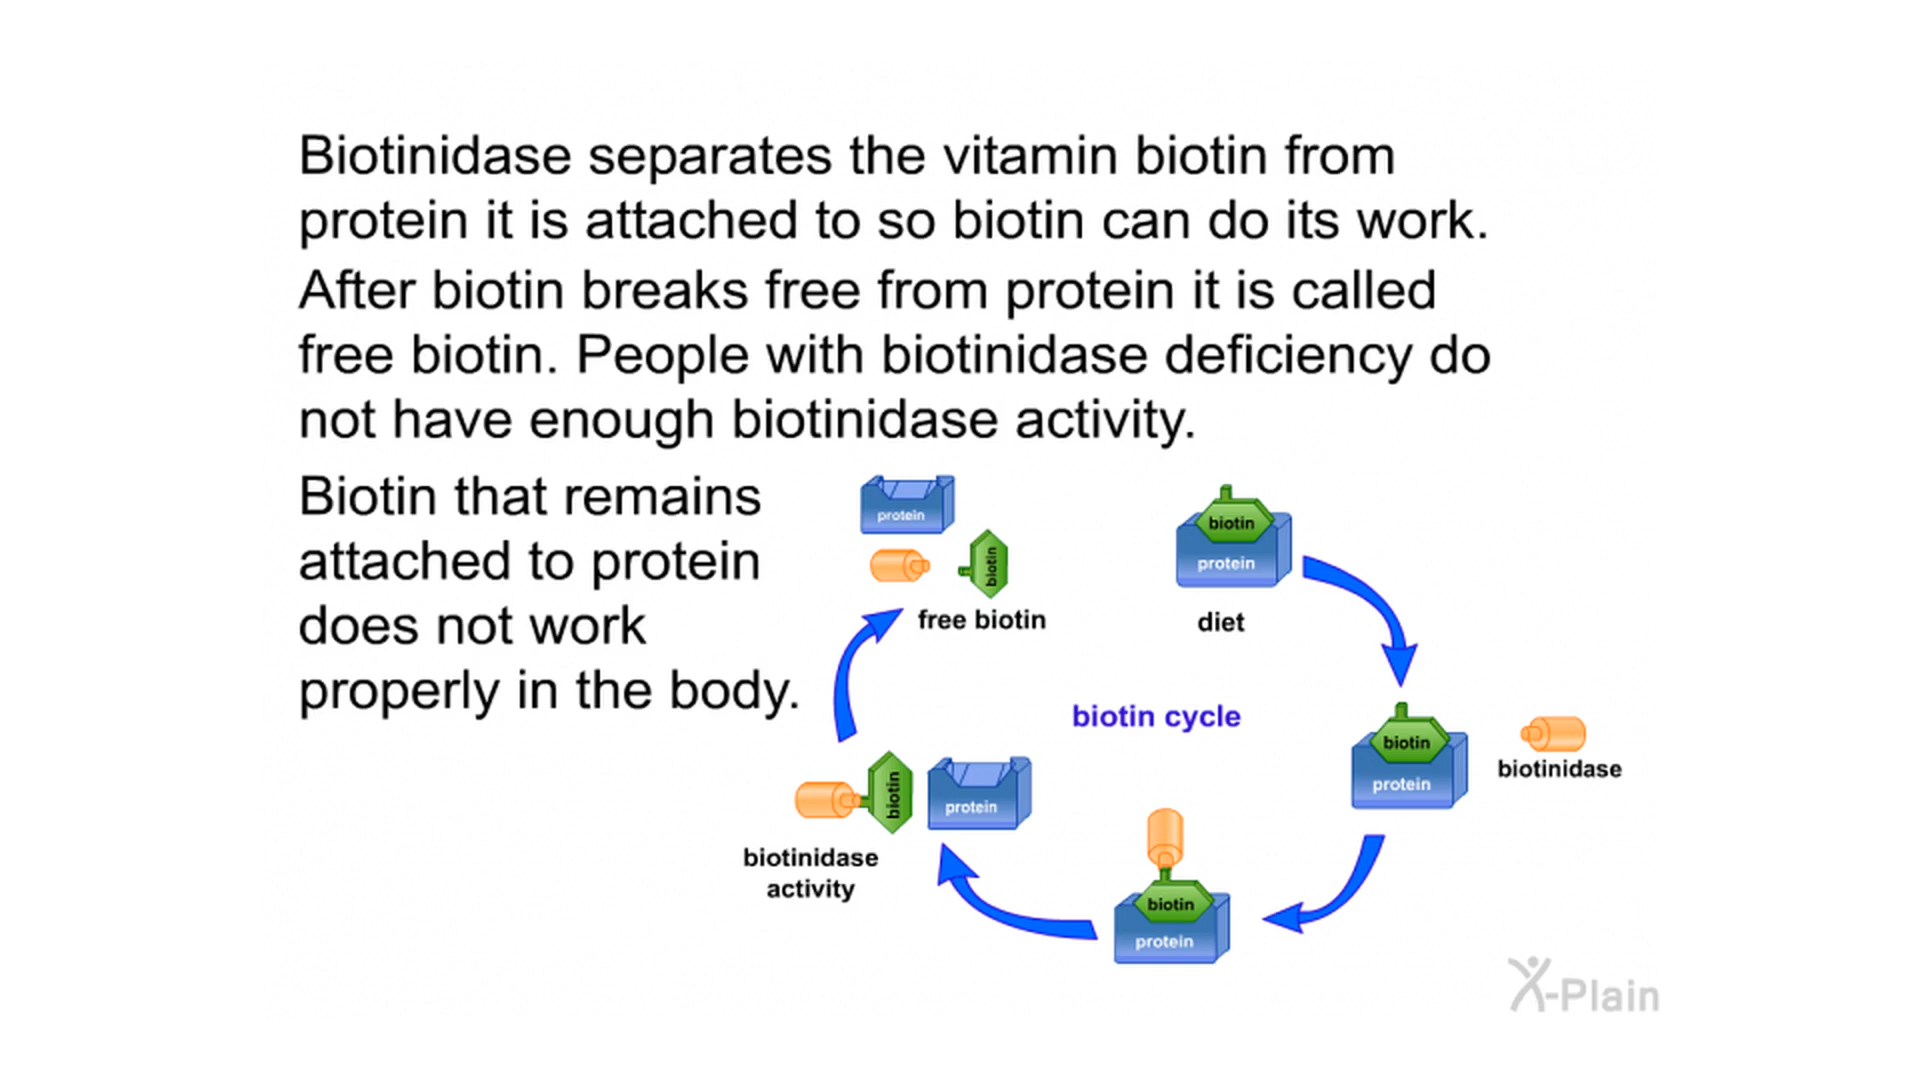 Biotinidase separates the vitamin biotin from
protein it is attached to so biotin can do its work.
After biotin breaks free from protein it is called
free biotin. People with biotinidase deficiency do
not have enough biotinidase activity.
Biotin that remains
attached to protein
does not work
properly in the body.
protein
biotin
free biotin
biotin
protein
diet
biotin cycle
biotin
protein
biotinidase
biotin
protein
biotinidase
activity
biotin
protein
X-Plain